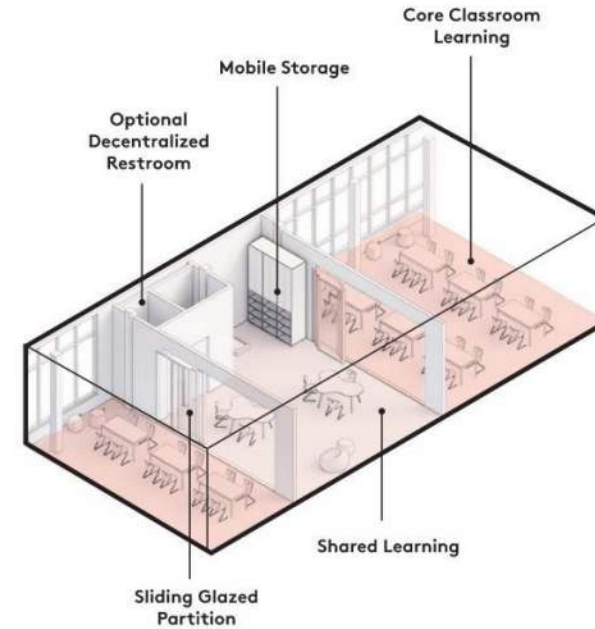 Core Classroom
Learning
Mobile Storage
Optional
Decentralized
Restroom
Shared Learning
Sliding Glazed
Partition